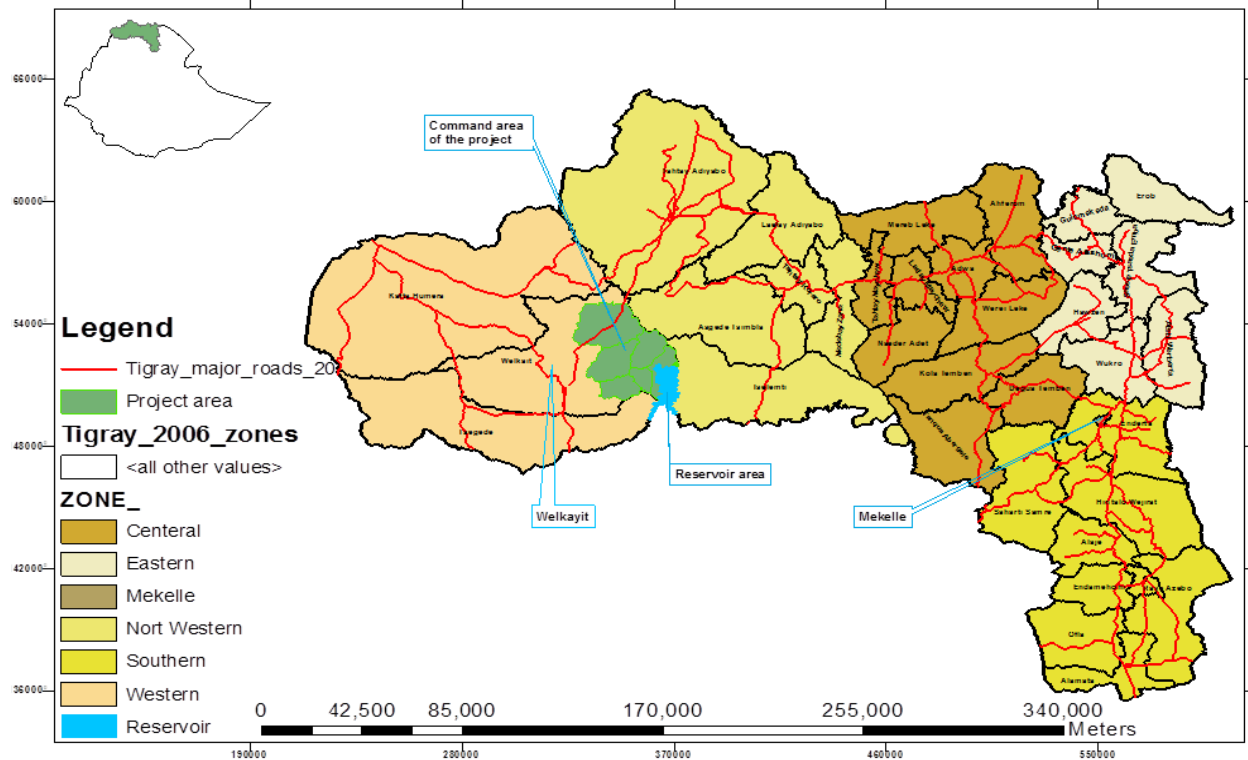 Command area
of the project
Tahtay Adiyabo
Laelay Adiyabo
Kafta Humera
Welkait
Tsegede
Asgede Tsimbla
Tselemti
Mereb Leke
Ahferom
Adwa
Werei Leke
Naeder Adet
Kola Temben
Degua Temben
Gulomekeda
Erob
Hawzen
Wukro
Enderta
Saharti Samre
Hintalo Wejirat
Alaje
Endamehoni
Raya Azebo
Ofla
Alamata
Reservoir area
Welkayit
Mekelle
Legend
Tigray_major_roads_20
Project area
Tigray_2006_zones
<all other values>
ZONE_
Centeral
Eastern
Mekelle
Nort Western
Southern
Western
Reservoir
0 42,500 85,000 170,000 255,000 340,000
Meters
190000 280000 370000 460000 550000